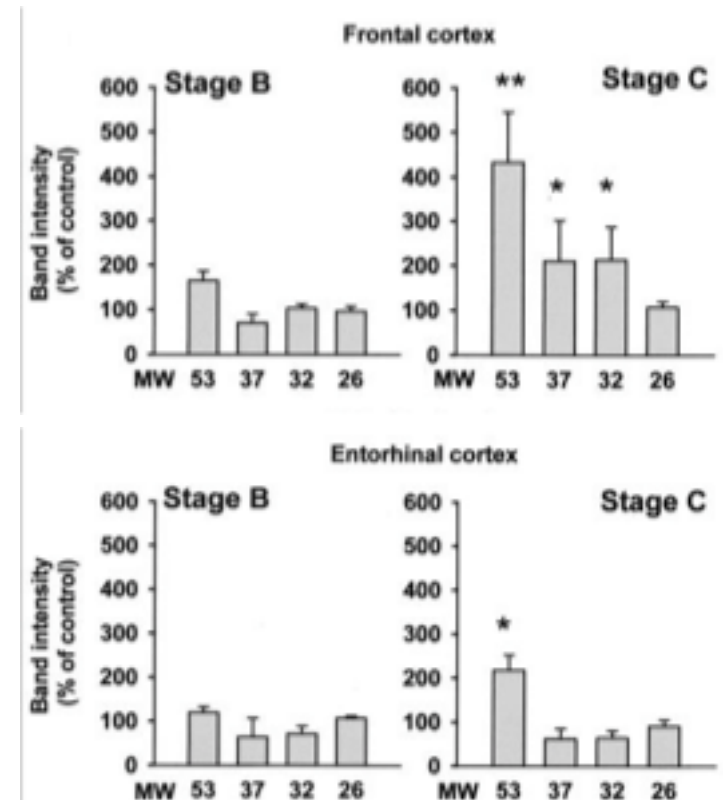 Frontal cortex
Stage B
Stage C
** * *
Band intensity
(% of control)
600
500
400
300
200
100
0
600
500
400
300
200
100
0
MW 53 37 32 26
MW 53 37 32 26
Entorhinal cortex
Stage B
Stage C
*
Band intensity
(% of control)
600
500
400
300
200
100
0
600
500
400
300
200
100
0
MW 53 37 32 26
MW 53 37 32 26